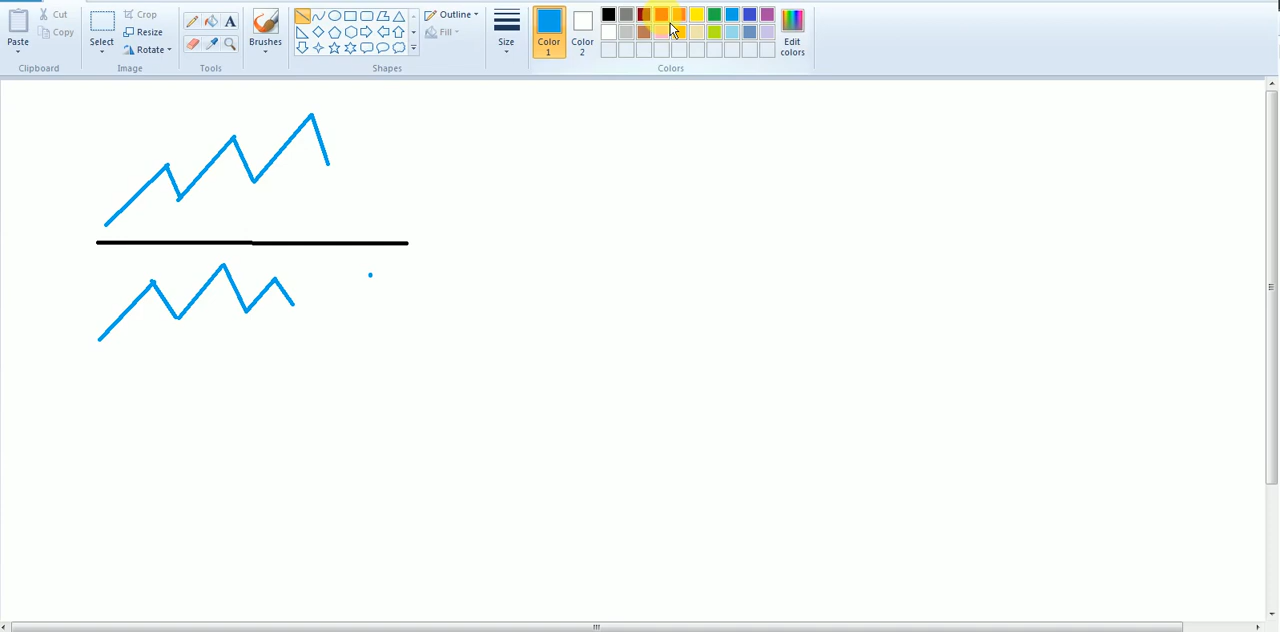 Paste
Cut
Copy
Clipboard
Select
Crop
Resize
Rotate
Image
A
Tools
Brushes
Shapes
Outline
Fill
Size
Color
1
Color
2
Edit
colors
Colors